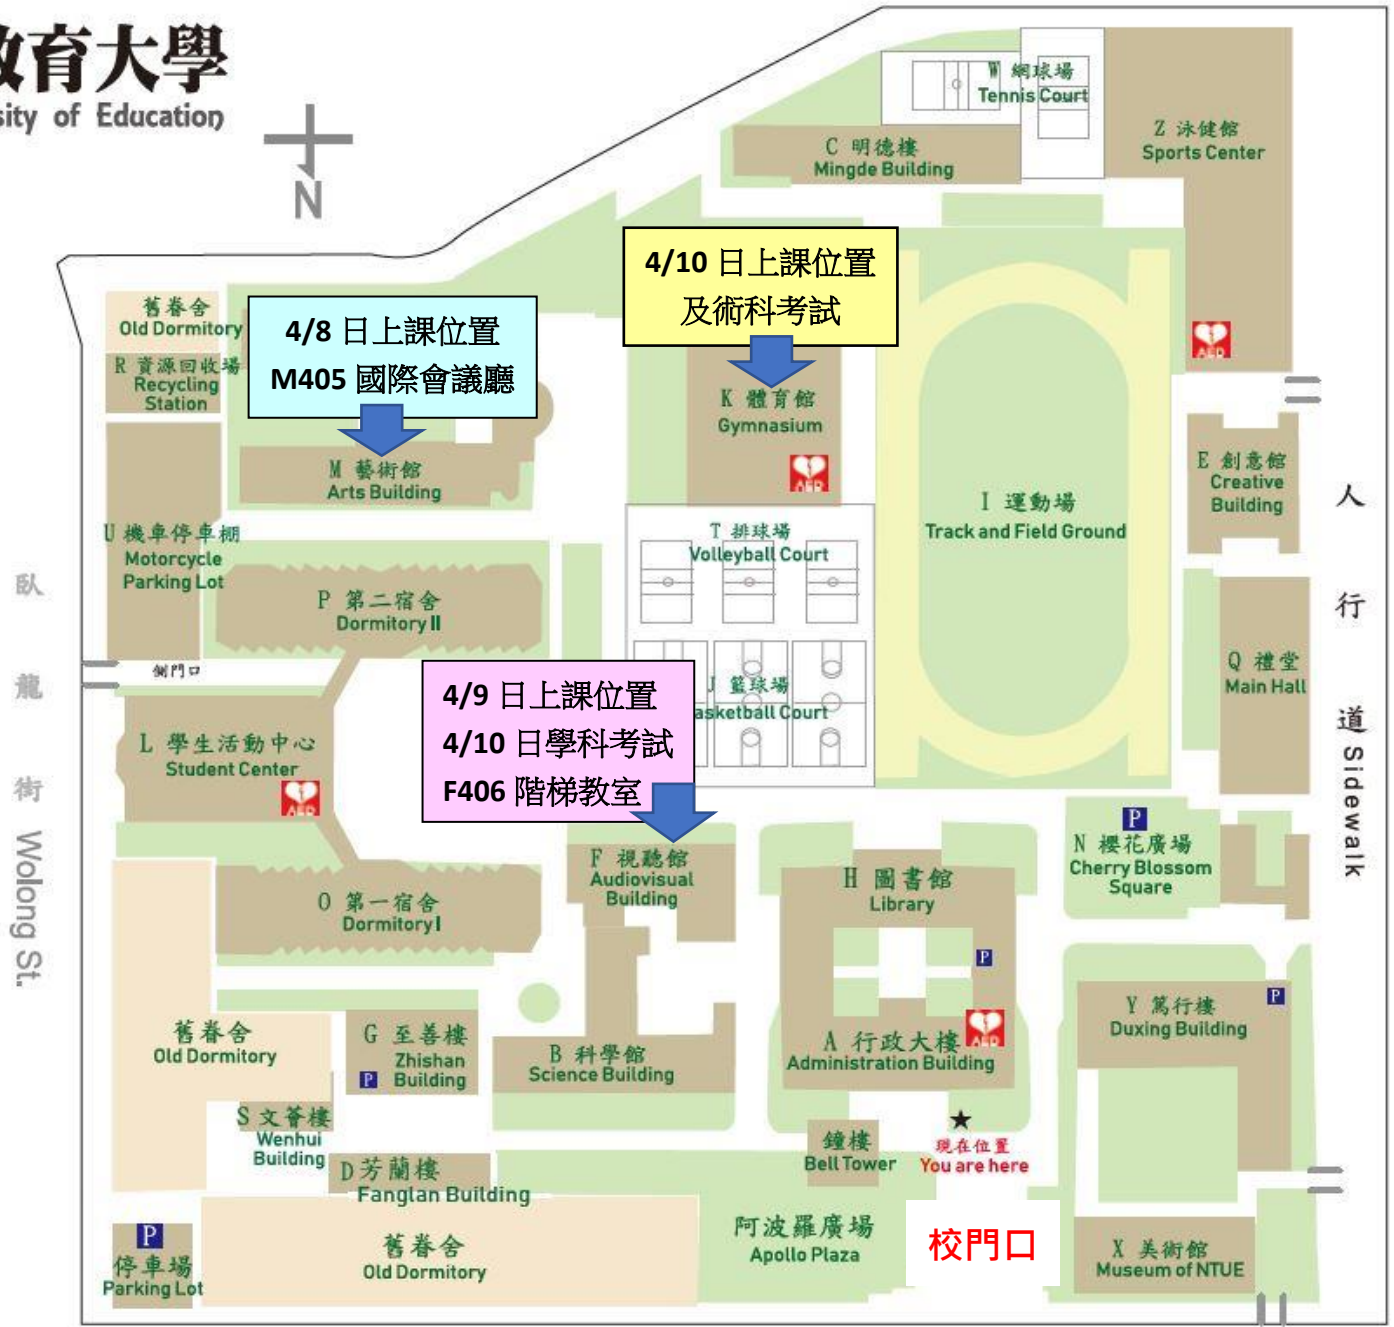 教育大學
sity of Education
N
W 網球場
Tennis Court
C 明德樓
Mingde Building
Z 泳健館
Sports Center
4/10 日上課位置
及術科考試
4/8 日上課位置
M405 國際會議廳
舊眷舍
Old Dormitory
R 資源回收場
Recycling
Station
AED
K 體育館
Gymnasium
AED
M 藝術館
Arts Building
E 創意館
Creative
Building
I 運動場
Track and Field Ground
U 機車停車棚
Motorcycle
Parking Lot
T 排球場
Volleyball Court
P 第二宿舍
Dormitory II
側門口
4/9 日上課位置
4/10 日學科考試
F406 階梯教室
J 籃球場
asketball Court
Q 禮堂
Main Hall
人行道 Sidewalk
臥龍街 Wolong St.
L 學生活動中心
Student Center
AED
P
N 櫻花廣場
Cherry Blossom
Square
F 視聽館
Audiovisual
Building
H 圖書館
Library
O 第一宿舍
Dormitory I
P
P
Y 篤行樓
Duxing Building
舊眷舍
Old Dormitory
G 至善樓
Zhishan
P Building
B 科學館
Science Building
A 行政大樓
AED
Administration Building
S 文薈樓
Wenhui
Building
鐘樓
Bell Tower
現在位置
You are here
D 芳蘭樓
Fanglan Building
P
停車場
Parking Lot
舊眷舍
Old Dormitory
阿波羅廣場
Apollo Plaza
校門口
X 美術館
Museum of NTUE